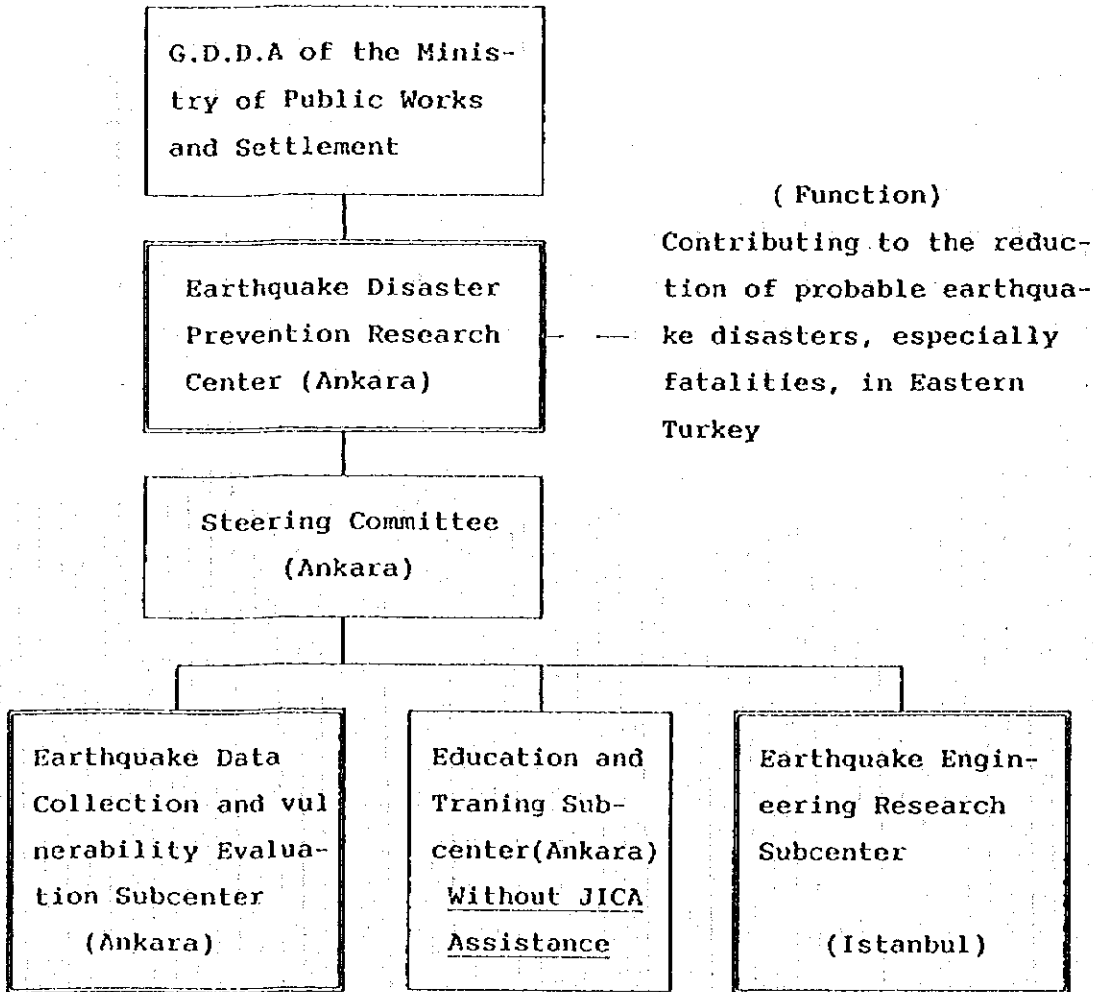 G.D.D.A of the Minis-
try of Public Works
and Settlement
( Function)
Contributing to the reduc-
tion of probable earthqua-
ke disasters, especially
fatalities, in Eastern
Turkey
Earthquake Disaster
Prevention Research
Center (Ankara)
Steering Committee
(Ankara)
Earthquake Data
Collection and vul
nerability Evalua-
tion Subcenter
(Ankara)
Education and
Traning Sub-
center(Ankara)
Without JICA
Assistance
Earthquake Engin-
eering Research
Subcenter
(Istanbul)